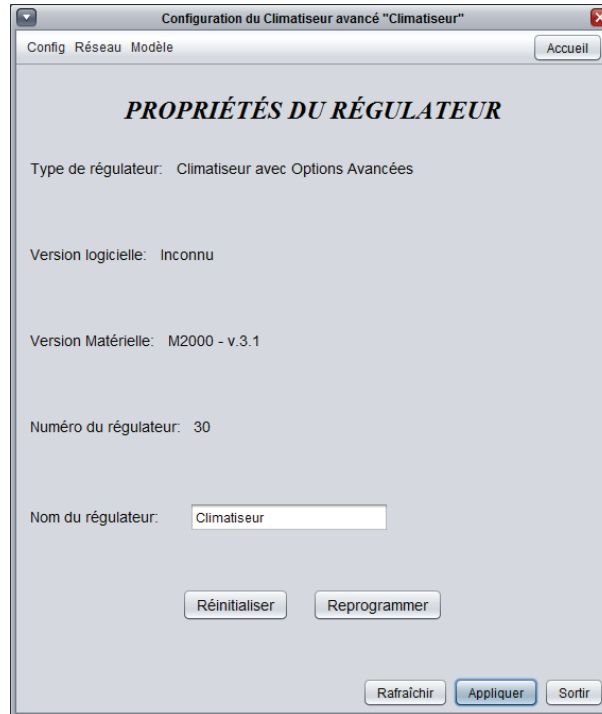 Configuration du Climatiseur avancé "Climatiseur"
Config Réseau Modèle Accueil
PROPRIÉTÉS DU RÉGULATEUR
Type de régulateur: Climatiseur avec Options Avancées
Version logicielle: Inconnu
Version Matérielle: M2000 - v.3.1
Numéro du régulateur: 30
Nom du régulateur: Climatiseur
Réinitialiser Reprogrammer
Rafraîchir Appliquer Sortir